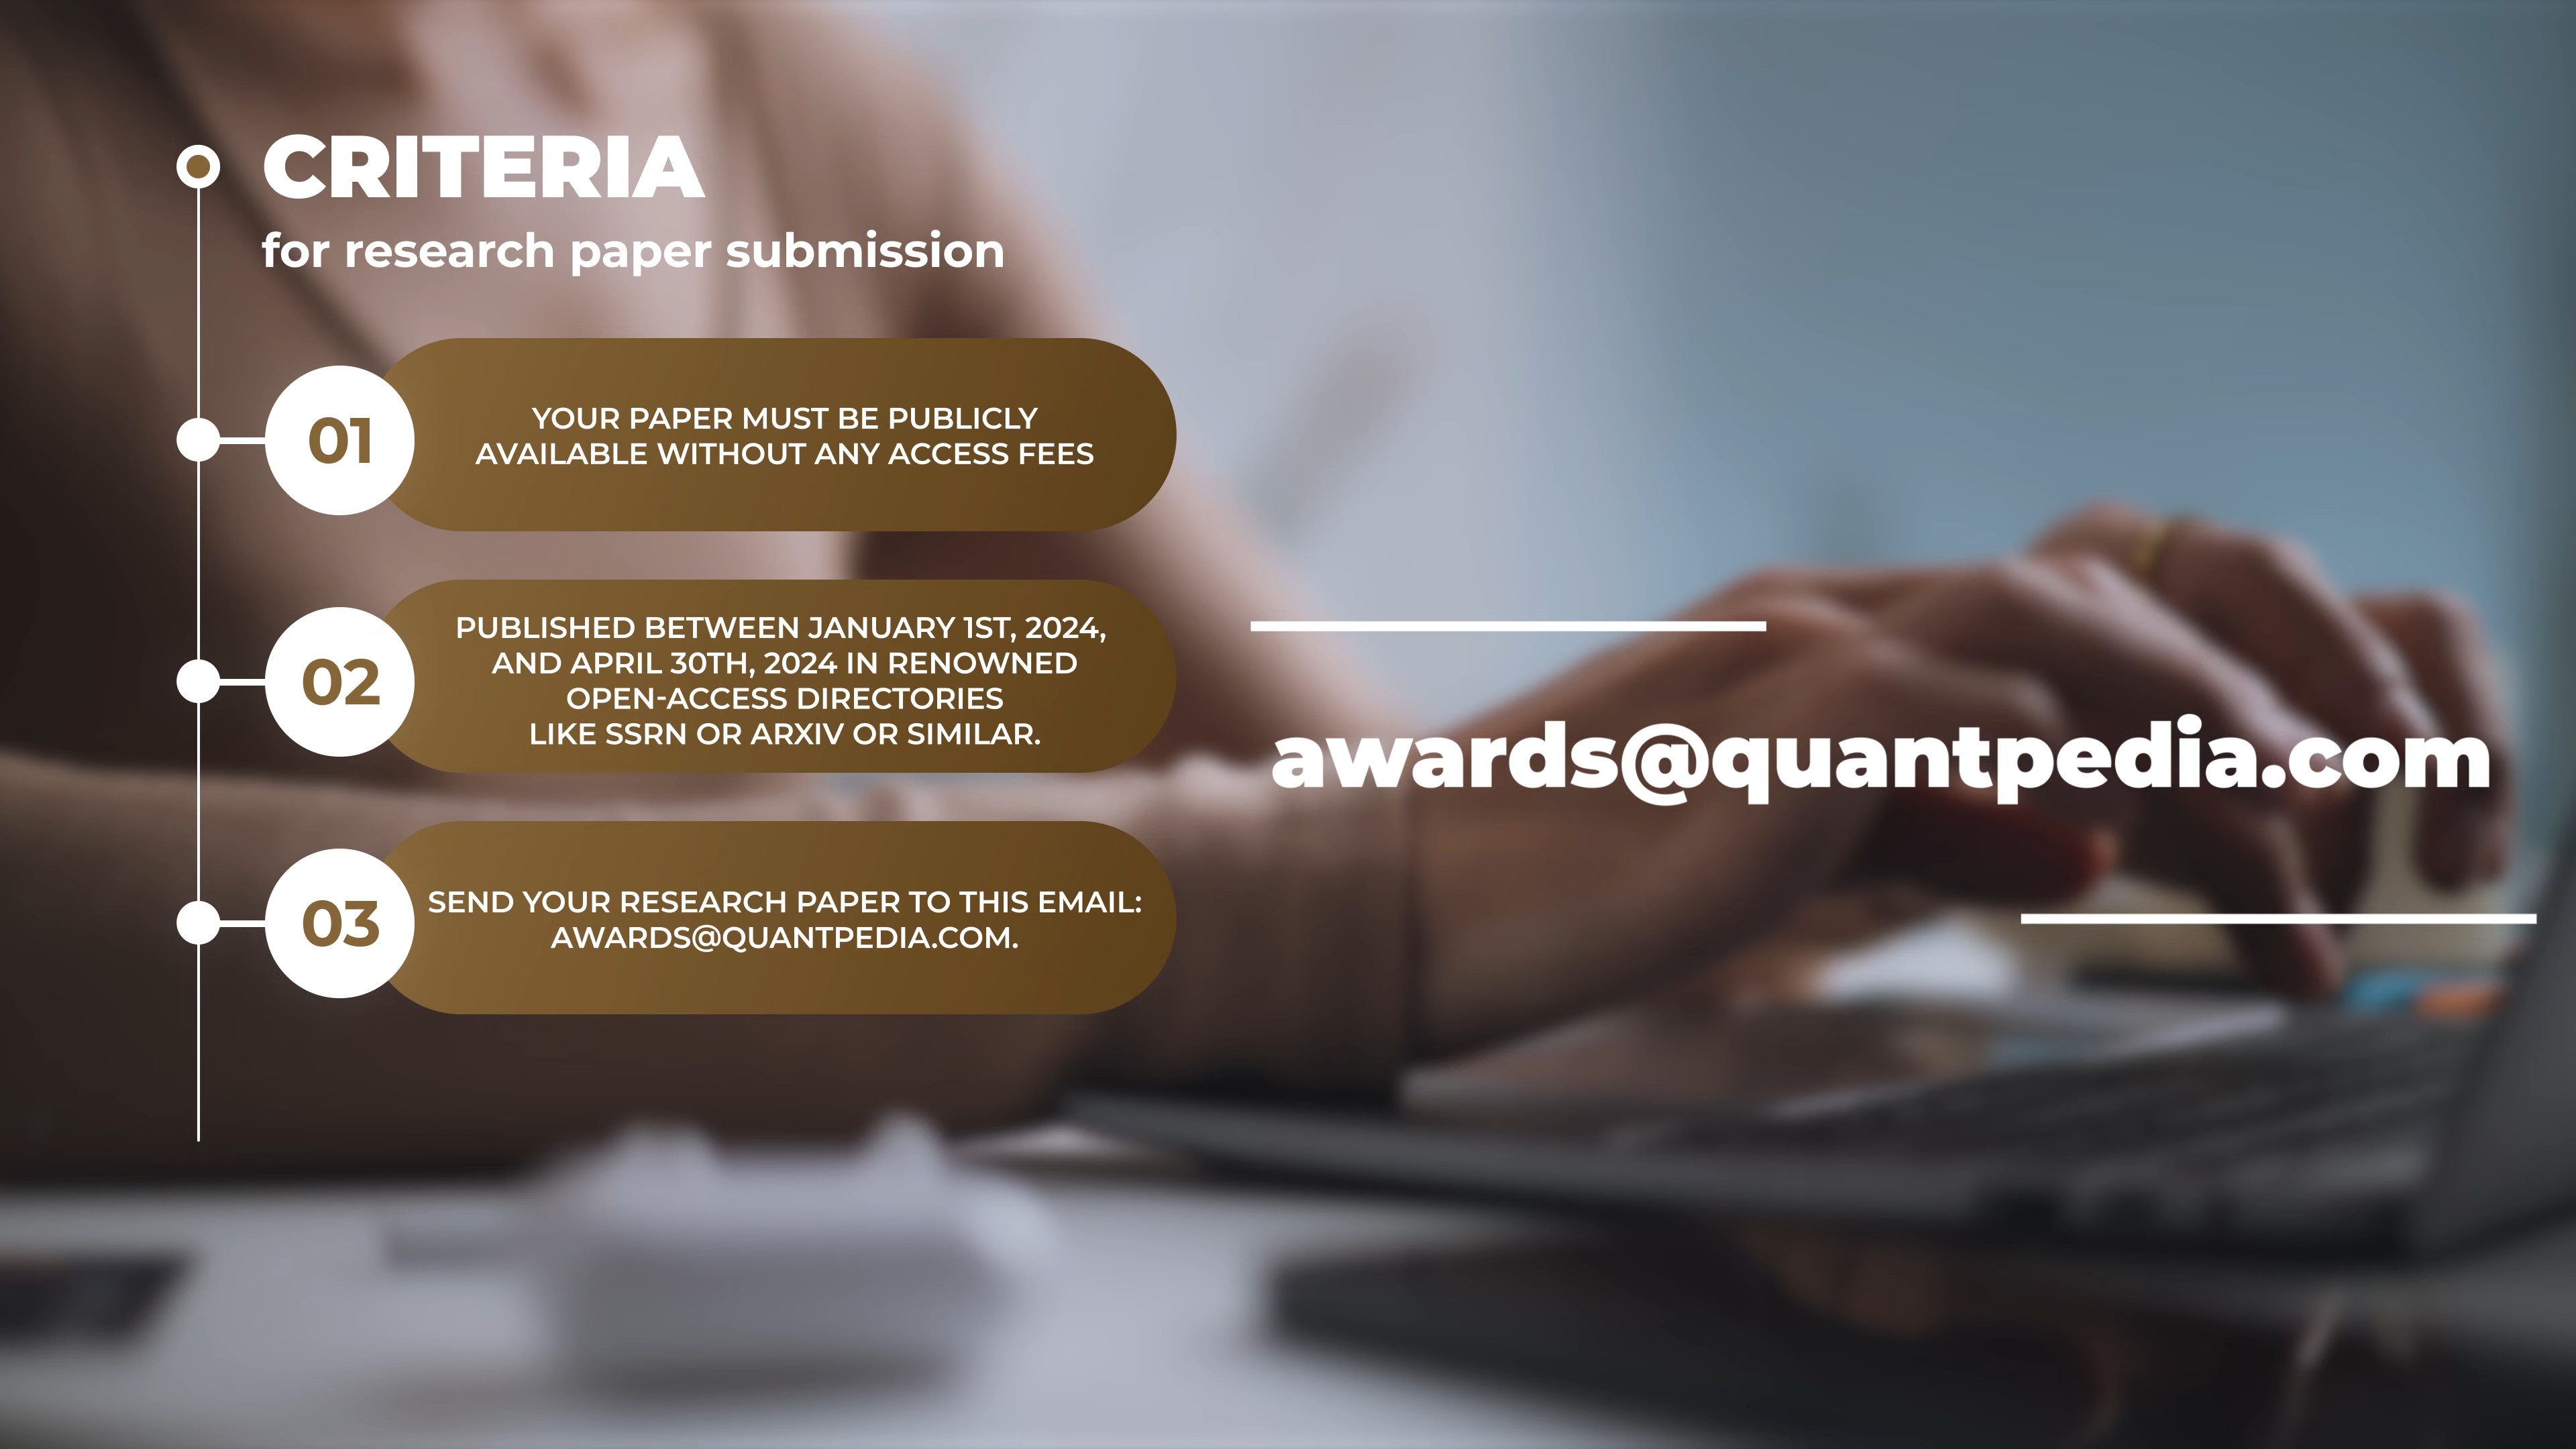 CRITERIA
for research paper submission
01
YOUR PAPER MUST BE PUBLICLY
AVAILABLE WITHOUT ANY ACCESS FEES
02
PUBLISHED BETWEEN JANUARY 1ST, 2024,
AND APRIL 30TH, 2024 IN RENOWNED
OPEN-ACCESS DIRECTORIES
LIKE SSRN OR ARXIV OR SIMILAR.
03
SEND YOUR RESEARCH PAPER TO THIS EMAIL:
AWARDS@QUANTPEDIA.COM.
awards@quantpedia.com